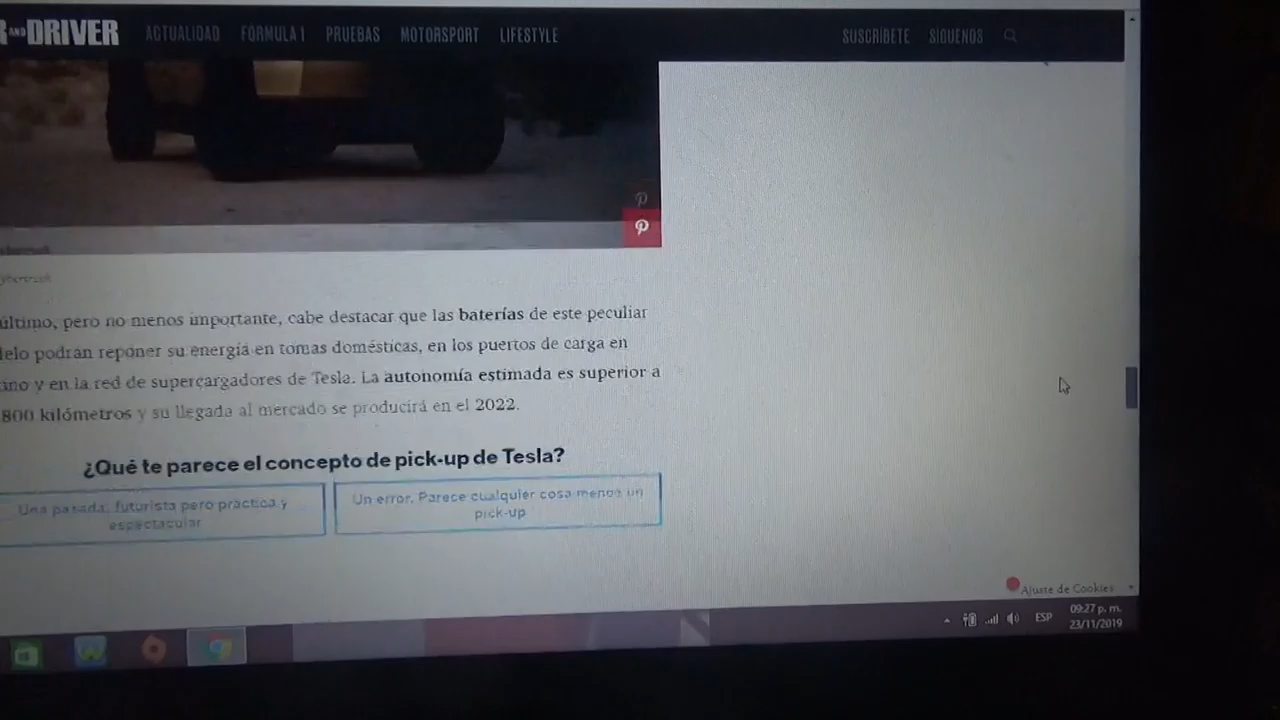 R AND DRIVER ACTUALIDAD FÓRMULA 1 PRUEBAS MOTORSPORT LIFESTYLE SUSCRÍBETE SÍGUENOS
último, pero no menos importante, cabe destacar que las baterías de este peculiar
delo podrán reponer su energía en tomas domésticas, en los puertos de carga en
ino y en la red de supercargadores de Tesla. La autonomía estimada es superior a
800 kilómetros y su llegada al mercado se producirá en el 2022.
¿Qué te parece el concepto de pick-up de Tesla?
Una pasada, futurista pero práctica y
espectacular
Un error. Parece cualquier cosa menos un
pick-up
Ajuste de Cookies
ESP
09:27 p. m.
23/11/2019